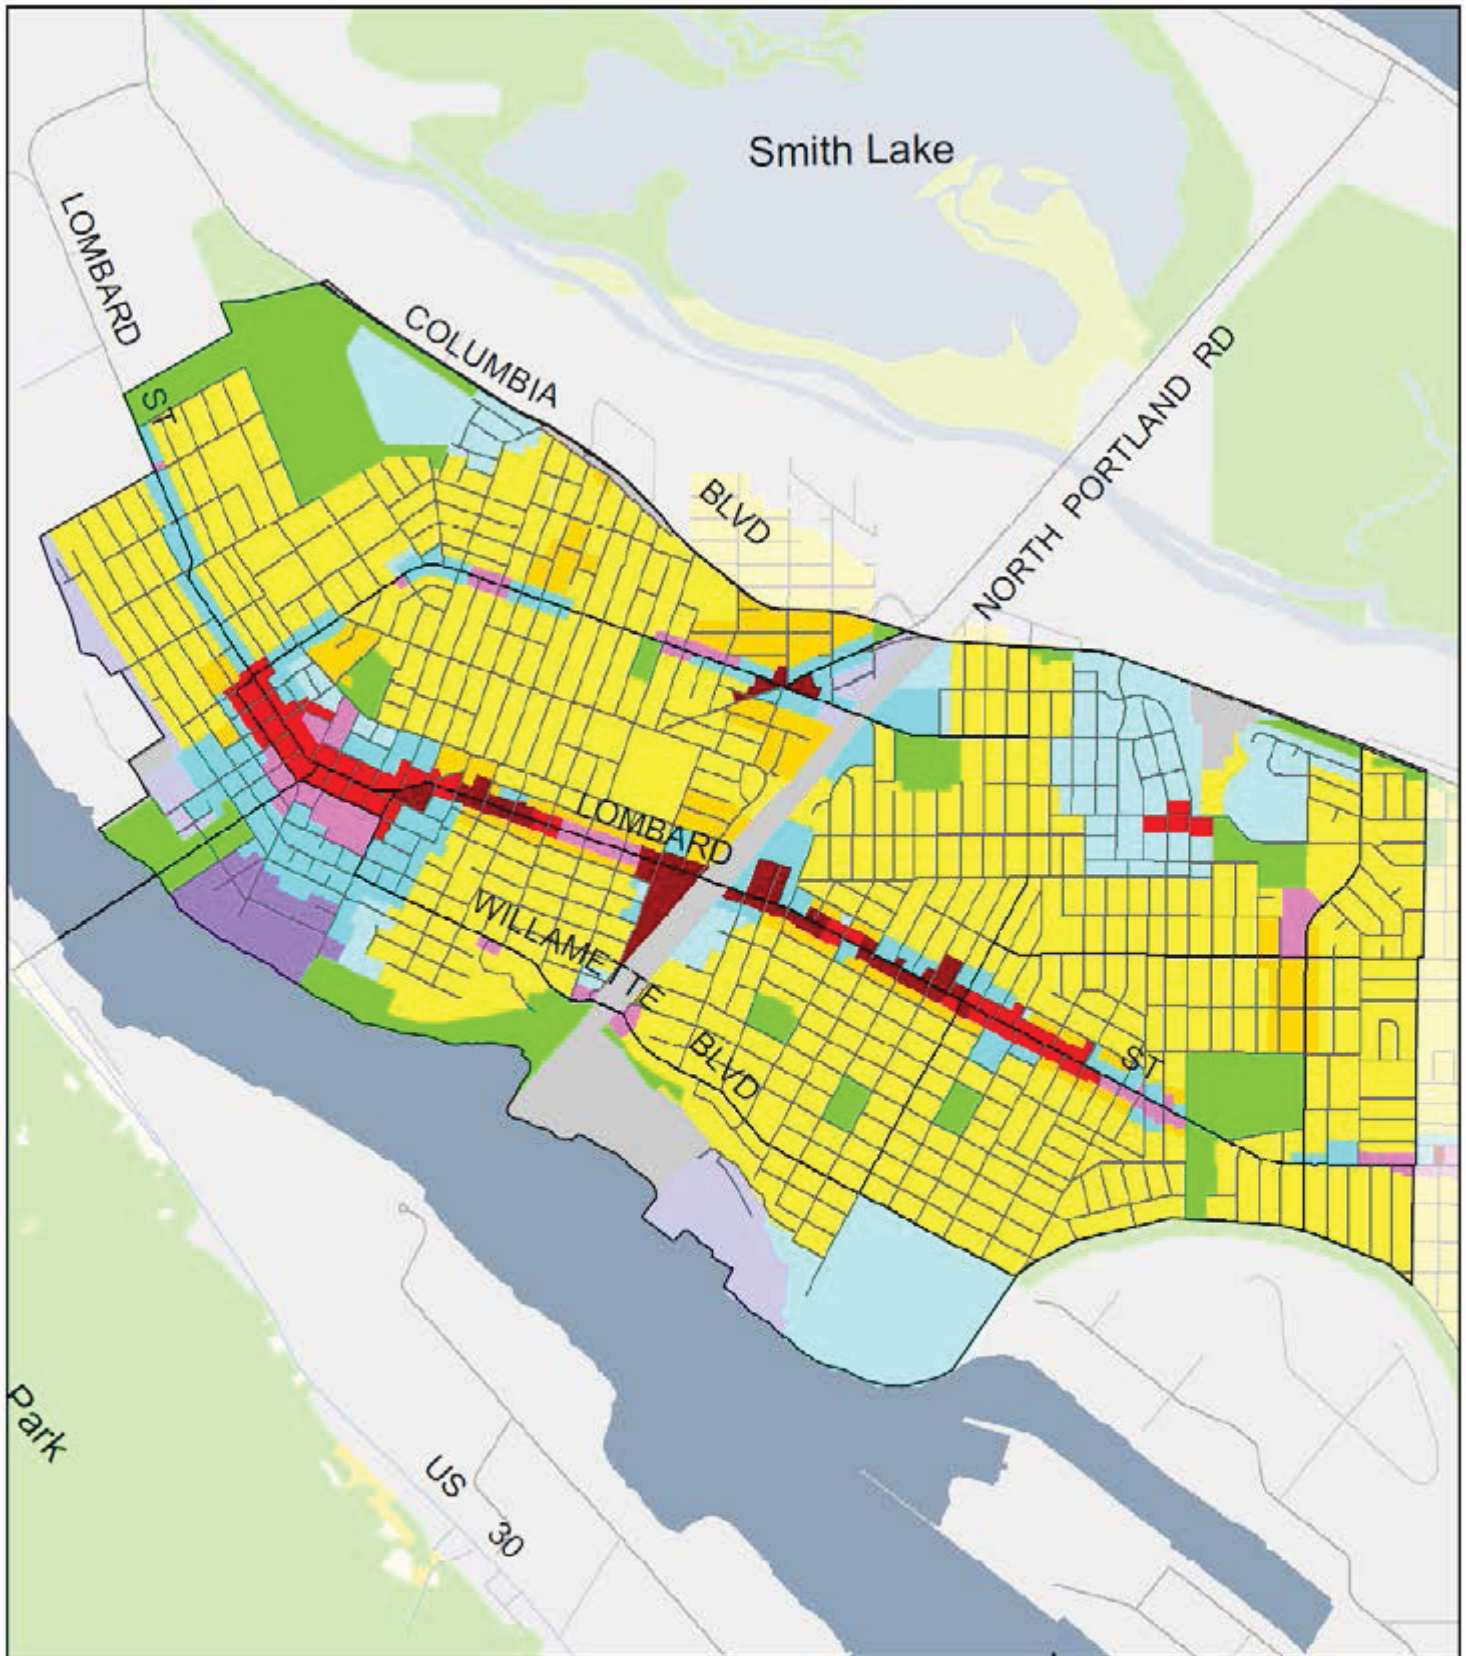 Smith Lake
LOMBARD
ST
COLUMBIA
BLVD
NORTH PORTLAND RD
LOMBARD
ST
WILLAMETTE
BLVD
Park
US
30